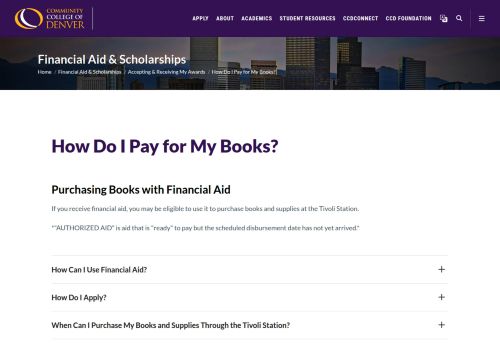 COMMUNITY
COLLEGE OF
DENVER
APPLY ABOUT ACADEMICS STUDENT RESOURCES CCDCONNECT CCD FOUNDATION
Financial Aid & Scholarships
Home / Financial Aid & Scholarships / Accepting & Receiving My Awards / How Do I Pay for My Books?
How Do I Pay for My Books?
Purchasing Books with Financial Aid
If you receive financial aid, you may be eligible to use it to purchase books and supplies at the Tivoli Station.
*"AUTHORIZED AID" is aid that is "ready" to pay but the scheduled disbursement date has not yet arrived."
How Can I Use Financial Aid?
How Do I Apply?
When Can I Purchase My Books and Supplies Through the Tivoli Station?